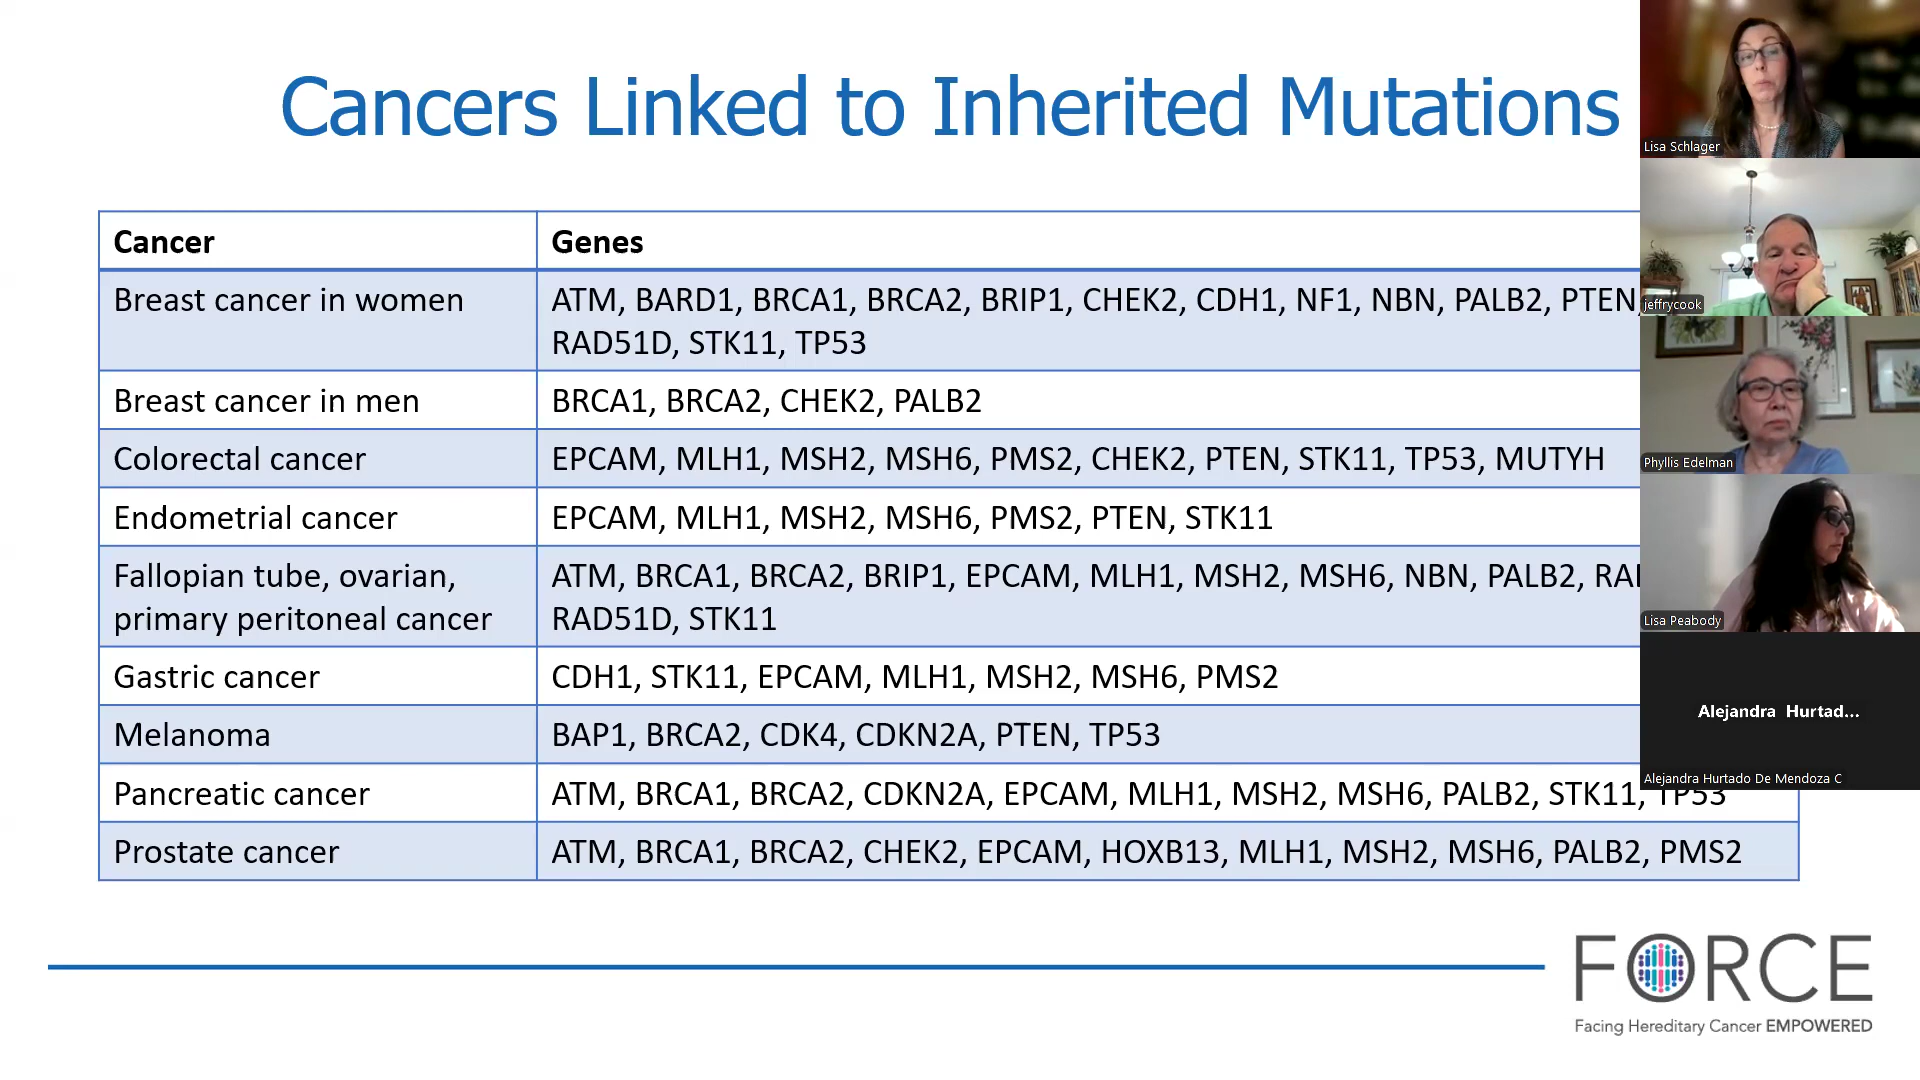 Cancers Linked to Inherited Mutations
Cancer
Genes
Breast cancer in women
ATM, BARD1, BRCA1, BRCA2, BRIP1, CHEK2, CDH1, NF1, NBN, PALB2, PTEN,
RAD51D, STK11, TP53
Breast cancer in men
BRCA1, BRCA2, CHEK2, PALB2
Colorectal cancer
EPCAM, MLH1, MSH2, MSH6, PMS2, CHEK2, PTEN, STK11, TP53, MUTYH
Endometrial cancer
EPCAM, MLH1, MSH2, MSH6, PMS2, PTEN, STK11
Fallopian tube, ovarian,
primary peritoneal cancer
ATM, BRCA1, BRCA2, BRIP1, EPCAM, MLH1, MSH2, MSH6, NBN, PALB2,
RAD51D, STK11
Gastric cancer
CDH1, STK11, EPCAM, MLH1, MSH2, MSH6, PMS2
Melanoma
BAP1, BRCA2, CDK4, CDKN2A, PTEN, TP53
Pancreatic cancer
ATM, BRCA1, BRCA2, CDKN2A, EPCAM, MLH1, MSH2, MSH6, PALB2, STK11, TP53
Prostate cancer
ATM, BRCA1, BRCA2, CHEK2, EPCAM, HOXB13, MLH1, MSH2, MSH6, PALB2, PMS2
FORCE
Facing Hereditary Cancer EMPOWERED
Lisa Schlager
jeffrycook
Phyllis Edelman
Lisa Peabody
Alejandra Hurtad...
Alejandra Hurtado De Mendoza C